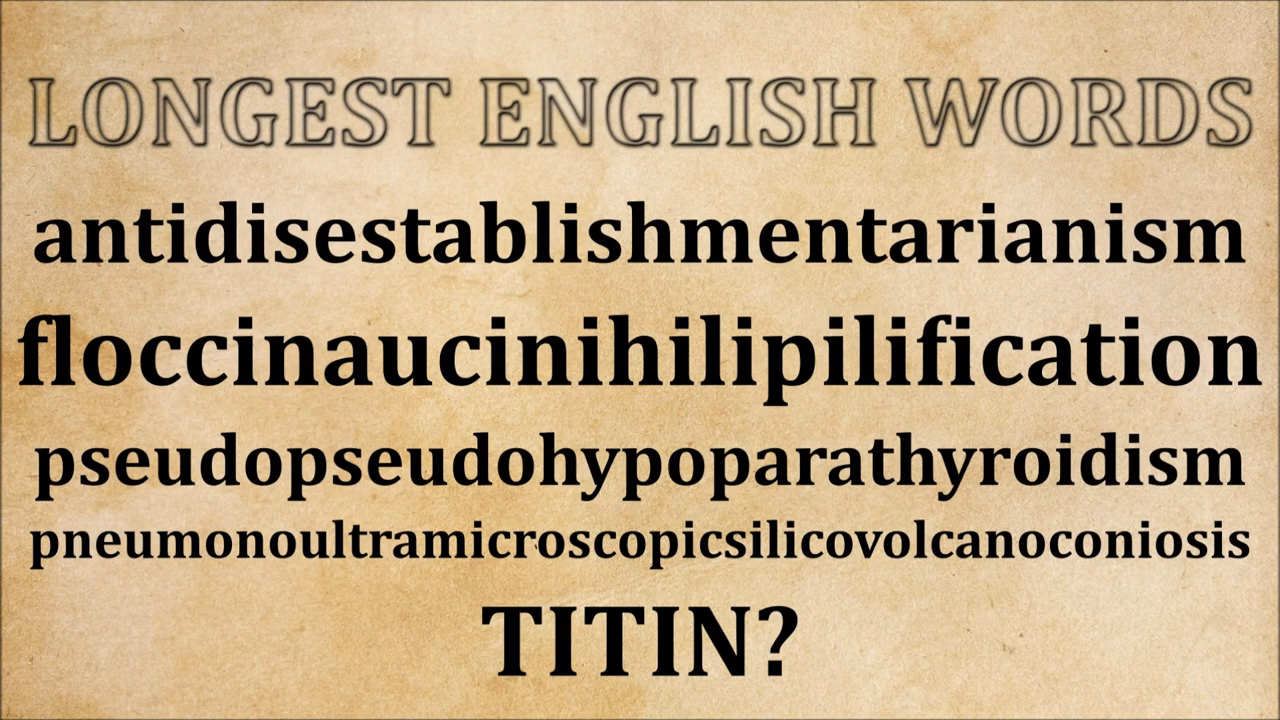 LONGEST ENGLISH WORDS
antidisestablishmentarianism
floccinaucinihilipilification
pseudopseudohypoparathyroidism
pneumonoultramicroscopicsilicovolcanoconiosis
TITIN?